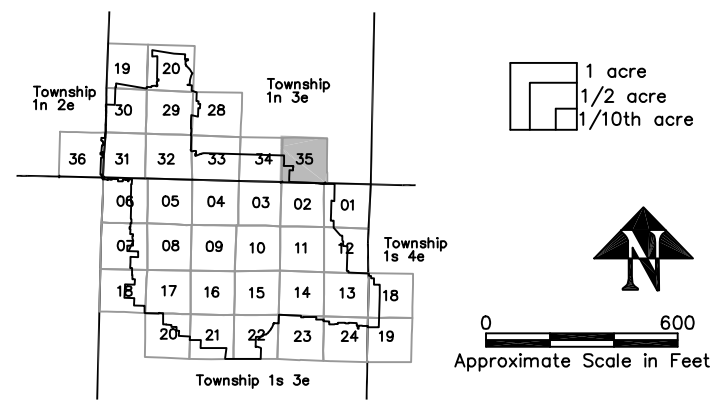 19 20
Township
1n 2e
Township
1n 3e
30 29 28
36 31 32 33 34 35
06 05 04 03 02 01
07 08 09 10 11 12
Township
1s 4e
18 17 16 15 14 13 18
20 21 22 23 24 19
Township 1s 3e
1 acre
1/2 acre
1/10th acre
N
0 600
Approximate Scale in Feet